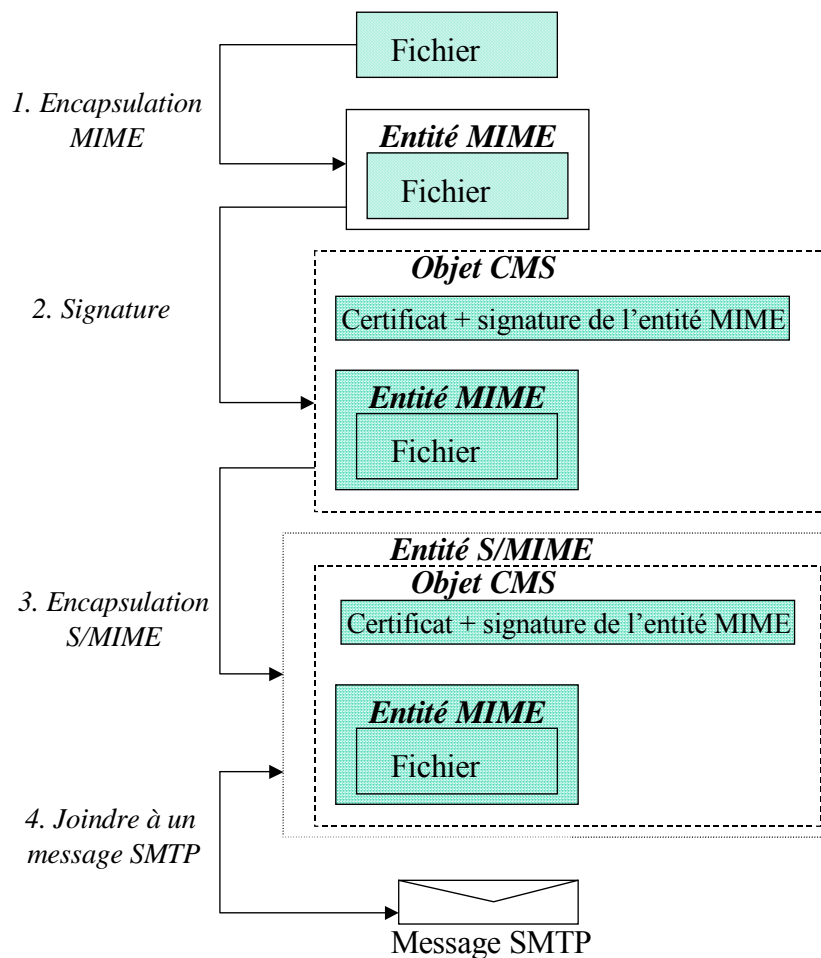 Fichier
1. Encapsulation
MIME
Entité MIME
Fichier
2. Signature
Objet CMS
Certificat + signature de l’entité MIME
Entité MIME
Fichier
3. Encapsulation
S/MIME
Entité S/MIME
Objet CMS
Certificat + signature de l’entité MIME
Entité MIME
Fichier
4. Joindre à un
message SMTP
Message SMTP